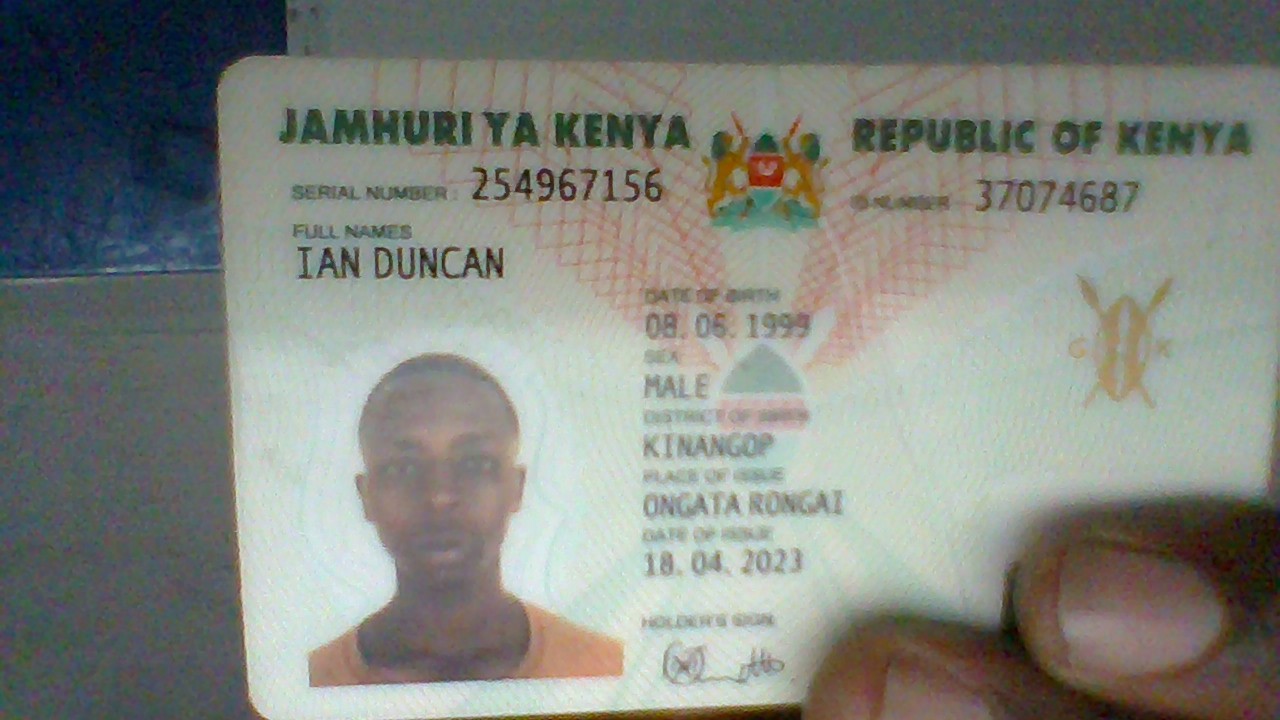 JAMHURI YA KENYA REPUBLIC OF KENYA
SERIAL NUMBER: 254967156 ID NUMBER 37074687
FULL NAMES
IAN DUNCAN
DATE OF BIRTH
08. 06. 1999
SEX
MALE
DISTRICT OF BIRTH
KINANGOP
PLACE OF ISSUE
ONGATA RONGAI
DATE OF ISSUE
18. 04. 2023
HOLDER'S SIGN.
G K